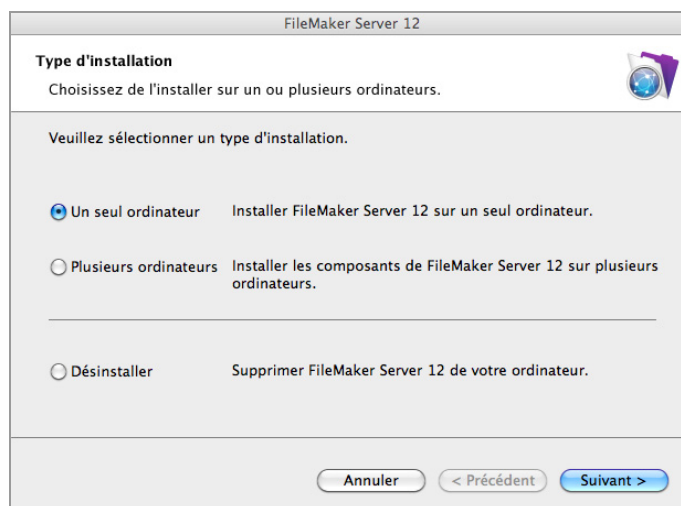 FileMaker Server 12
Type d'installation
Choisissez de l'installer sur un ou plusieurs ordinateurs.
Veuillez sélectionner un type d'installation.
Un seul ordinateur Installer FileMaker Server 12 sur un seul ordinateur.
Plusieurs ordinateurs Installer les composants de FileMaker Server 12 sur plusieurs
ordinateurs.
Désinstaller Supprimer FileMaker Server 12 de votre ordinateur.
Annuler < Précédent Suivant >